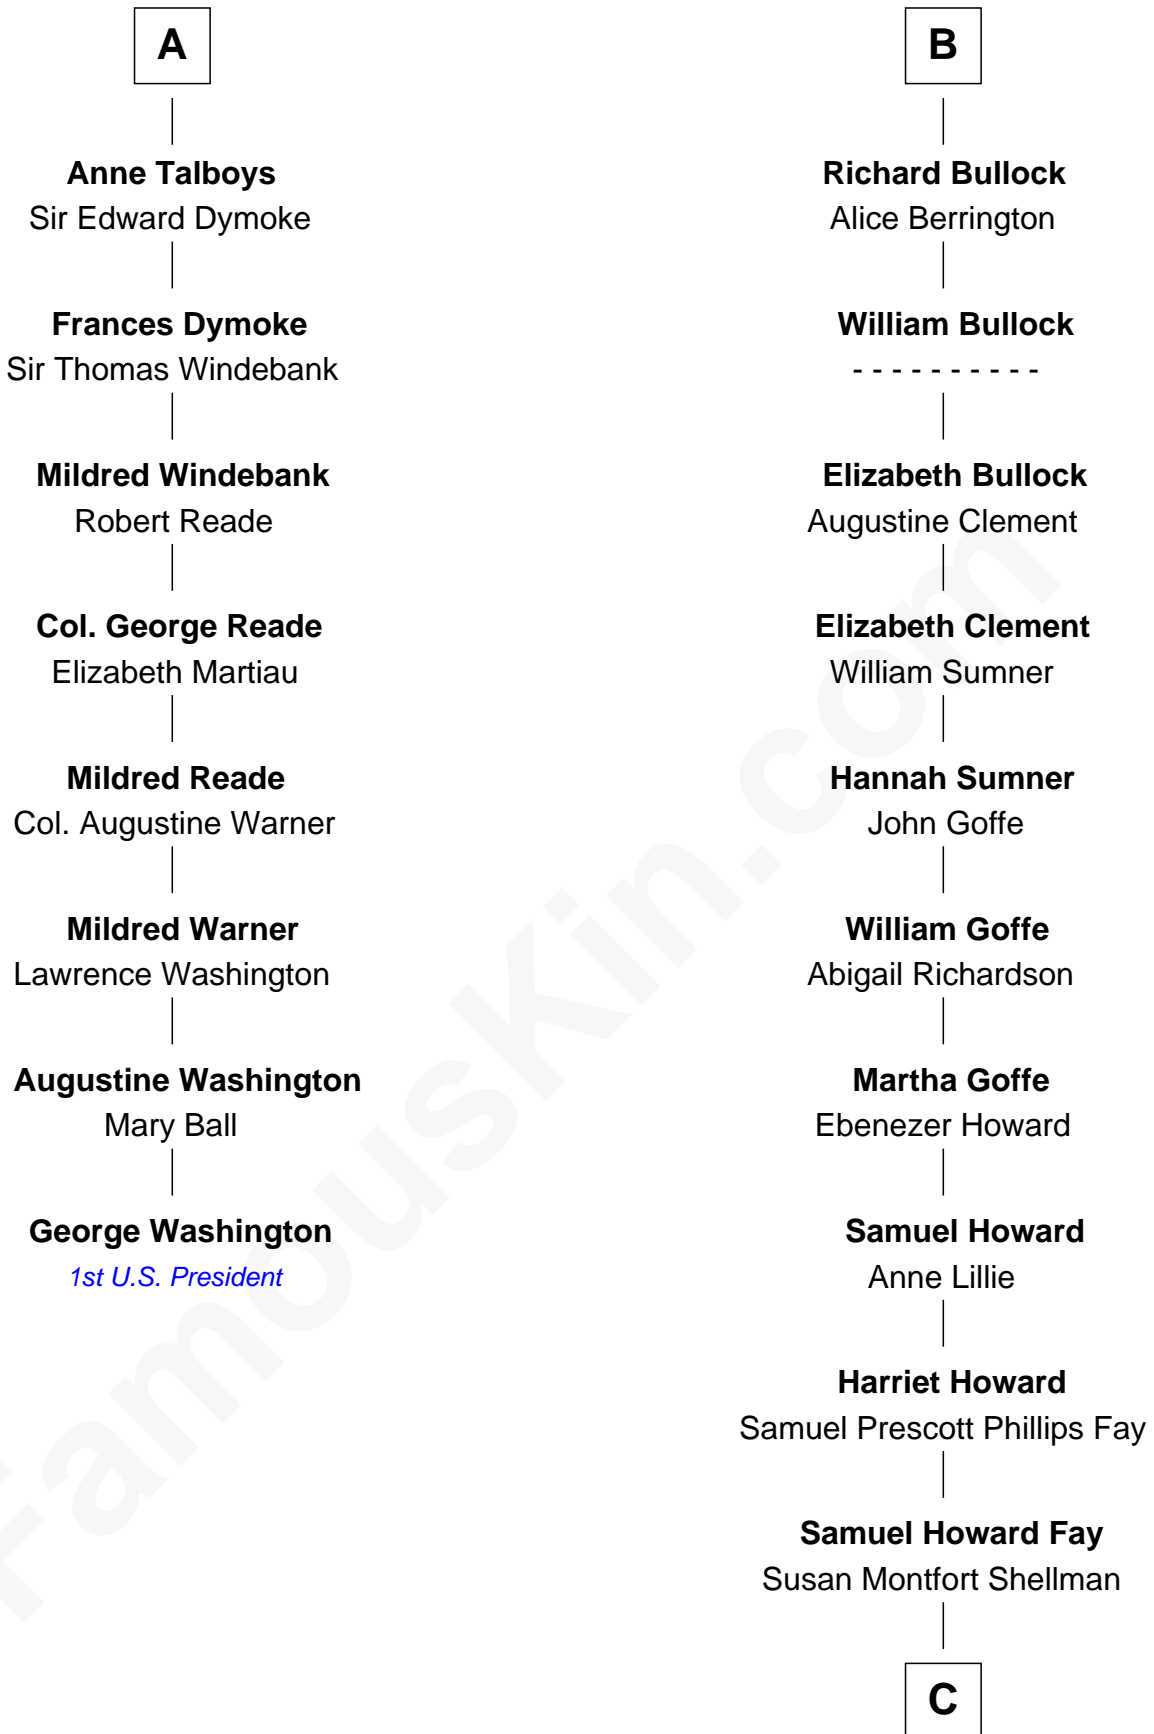 A
Anne Talboys
Sir Edward Dymoke
Frances Dymoke
Sir Thomas Windebank
Mildred Windebank
Robert Reade
Col. George Reade
Elizabeth Martiau
Mildred Reade
Col. Augustine Warner
Mildred Warner
Lawrence Washington
Augustine Washington
Mary Ball
George Washington
1st U.S. President
B
Richard Bullock
Alice Berrington
William Bullock
- - - - - - - - - -
Elizabeth Bullock
Augustine Clement
Elizabeth Clement
William Sumner
Hannah Sumner
John Goffe
William Goffe
Abigail Richardson
Martha Goffe
Ebenezer Howard
Samuel Howard
Anne Lillie
Harriet Howard
Samuel Prescott Phillips Fay
Samuel Howard Fay
Susan Montfort Shellman
C
FamousKin.com